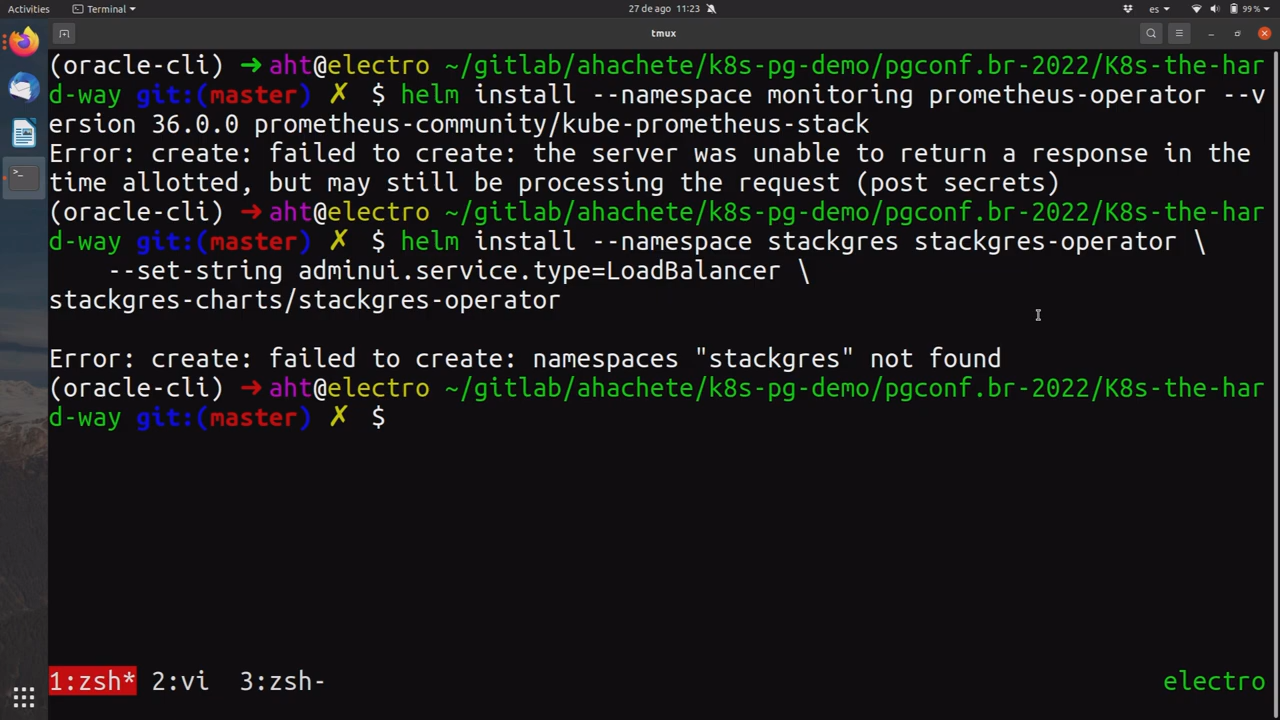 Activities
Terminal
27 de ago 11:23
es
99 %
tmux
(oracle-cli) ➜ aht@electro ~/gitlab/ahachete/k8s-pg-demo/pgconf.br-2022/K8s-the-har
d-way git:(master) ✗ $ helm install --namespace monitoring prometheus-operator --v
ersion 36.0.0 prometheus-community/kube-prometheus-stack
Error: create: failed to create: the server was unable to return a response in the
time allotted, but may still be processing the request (post secrets)
(oracle-cli) ➜ aht@electro ~/gitlab/ahachete/k8s-pg-demo/pgconf.br-2022/K8s-the-har
d-way git:(master) ✗ $ helm install --namespace stackgres stackgres-operator \
    --set-string adminui.service.type=LoadBalancer \
stackgres-charts/stackgres-operator
Error: create: failed to create: namespaces "stackgres" not found
(oracle-cli) ➜ aht@electro ~/gitlab/ahachete/k8s-pg-demo/pgconf.br-2022/K8s-the-har
d-way git:(master) ✗ $
1:zsh* 2:vi 3:zsh- electro